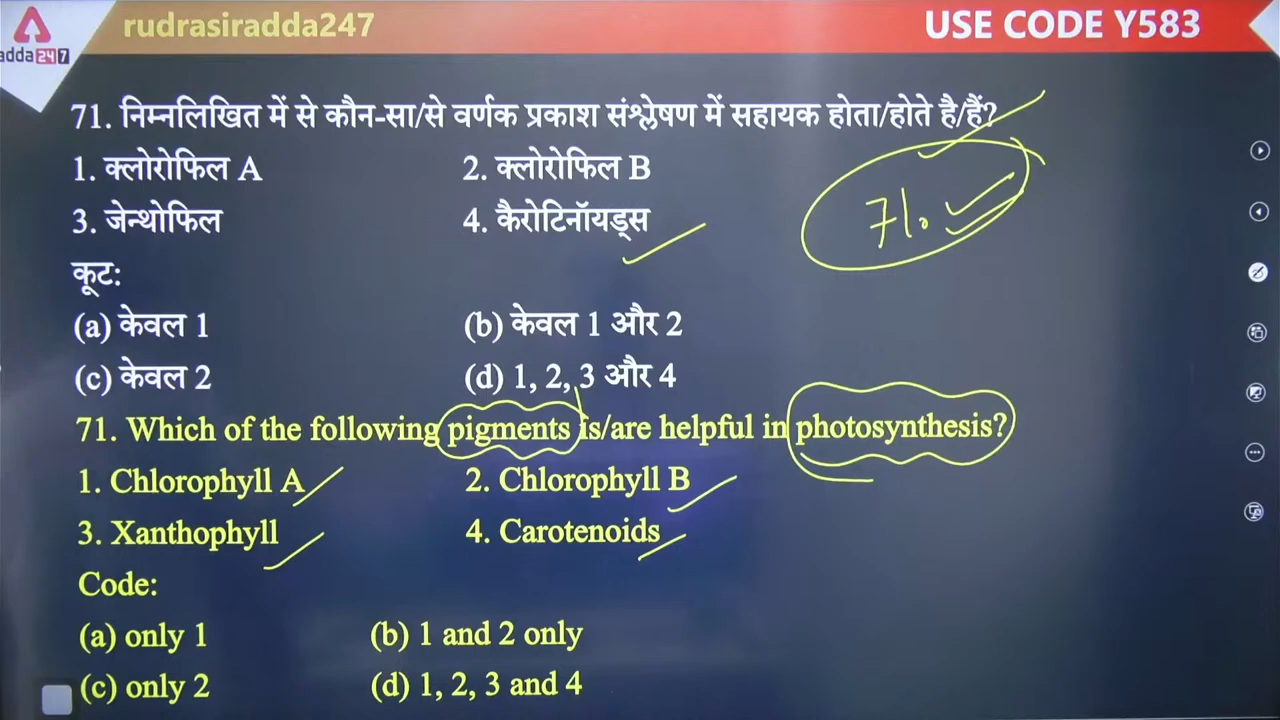 rudrasiradda247
USE CODE Y583
adda247
71. निम्नलिखित में से कौन-सा/से वर्णक प्रकाश संश्लेषण में सहायक होता/होते है/हैं?
1. क्लोरोफिल A 2. क्लोरोफिल B
3. जेन्थोफिल 4. कैरोटिनॉयड्स
7%
कूट:
(a) केवल 1 (b) केवल 1 और 2
(c) केवल 2 (d) 1, 2, 3 और 4
71. Which of the following pigments is/are helpful in photosynthesis?
1. Chlorophyll A 2. Chlorophyll B
3. Xanthophyll 4. Carotenoids
Code:
(a) only 1 (b) 1 and 2 only
(c) only 2 (d) 1, 2, 3 and 4